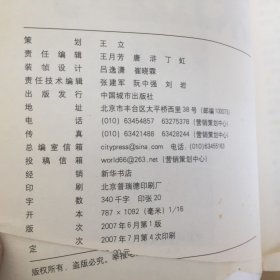 策 划 王 立
责任编辑 王月芳 唐 浒 丁 虹
装帧设计 吕逸清 崔晓霖
责任技术编辑 张建军 阮中强 刘 岩
出版发行 中国城市出版社
地 址 北京市丰台区太平桥西里38号(邮编100073)
电 话 (010) 63454857 63275378(营销策划中心)
传 真 (010) 63421488 63428244(营销策划中心)
总编室信箱 citypress@sina.com 电话:(010)
投稿信箱 world66@263.net(营销策划中心)
经 销 新华书店
印 刷 北京普瑞德印刷厂
字 数 340千字 印张 20
开 本 787×1092(毫米)1/16
版 次 2007年6月第1版
印 次 2007年7月第4次印刷
定
版权所有,盗版必究。举报电